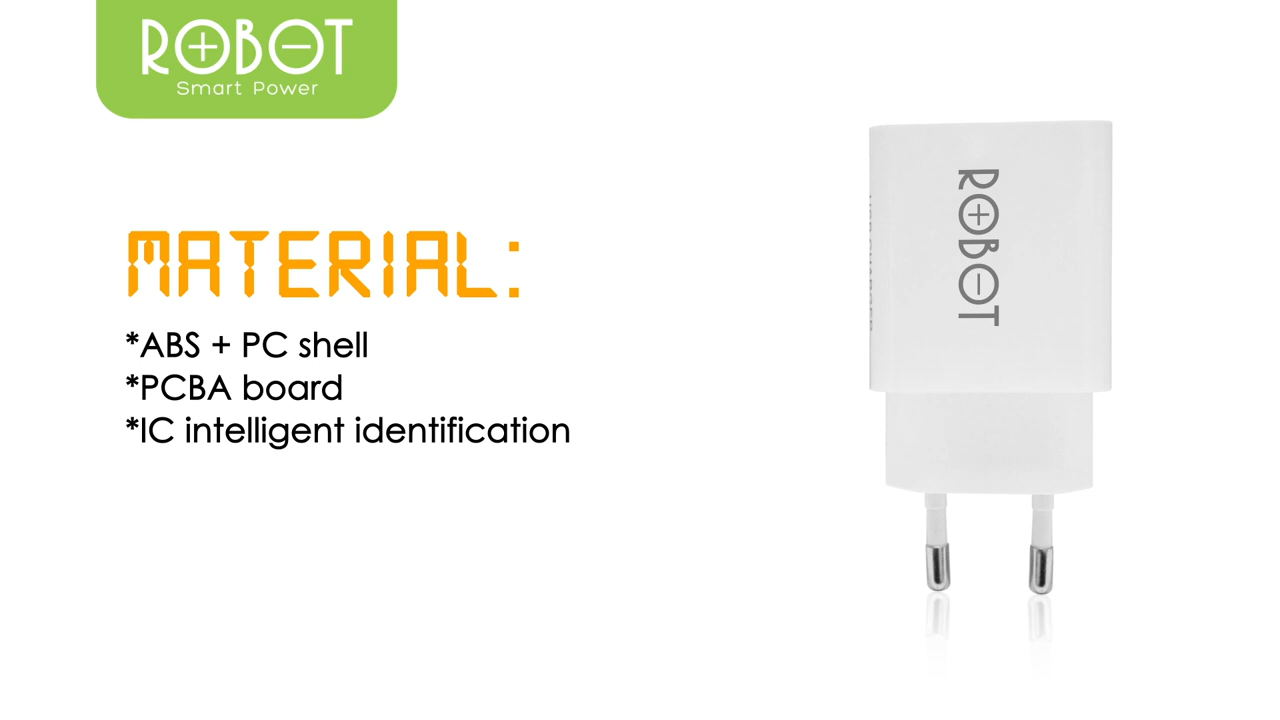 ROBOT
Smart Power
MATERIAL:
*ABS + PC shell
*PCBA board
*IC intelligent identification
ROBOT